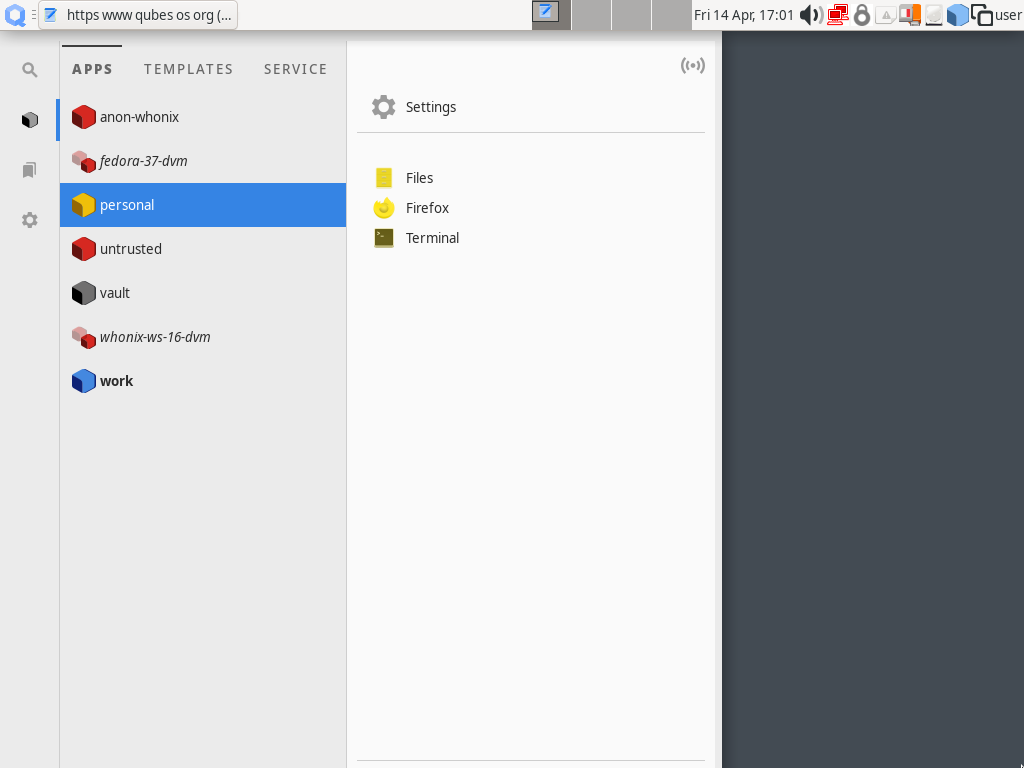 https www qubes os org (...
Fri 14 Apr, 17:01
user
APPS TEMPLATES SERVICE
anon-whonix
fedora-37-dvm
personal
untrusted
vault
whonix-ws-16-dvm
work
Settings
Files
Firefox
Terminal